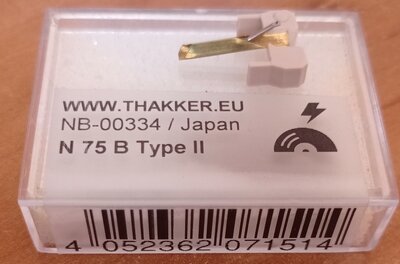 WWW.THAKKER.EU
NB-00334 / Japan
N 75 B Type II
4 052362 071514